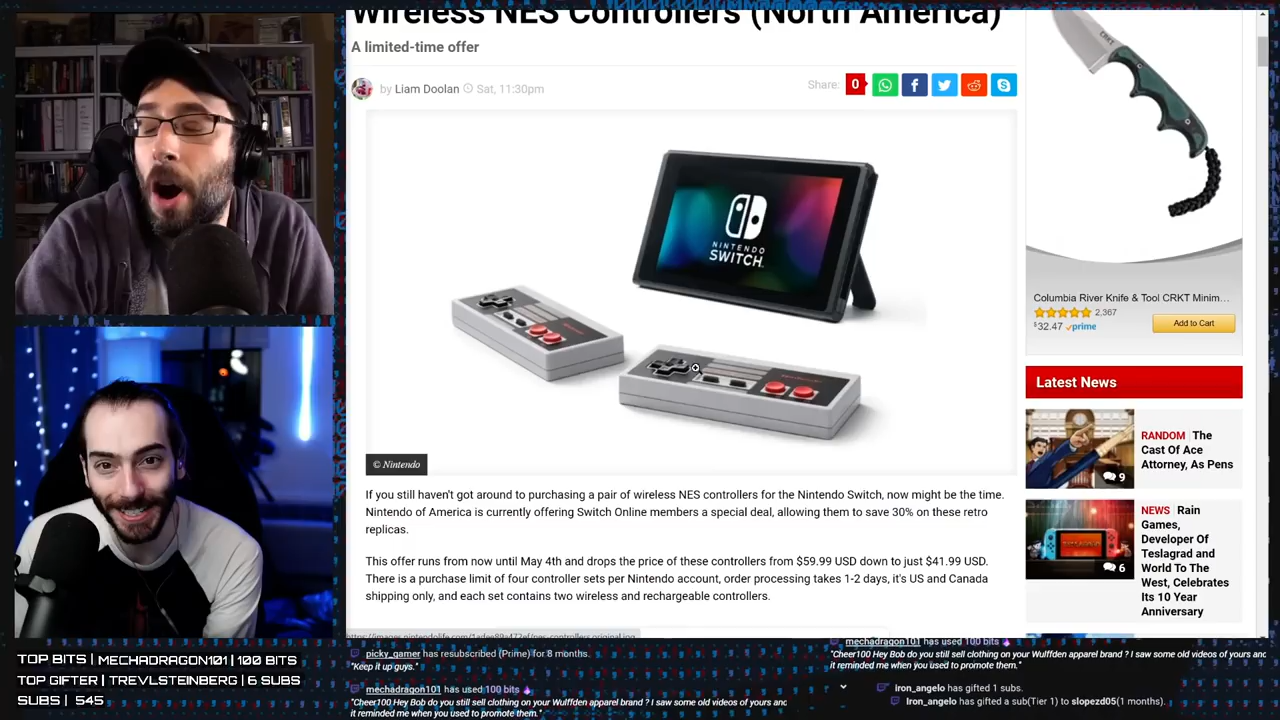 Wireless NES Controllers (North America)
A limited-time offer
by Liam Doolan Sat, 11:30pm
Share: 0
CRKT
NINTENDO
SWITCH
© Nintendo
If you still haven't got around to purchasing a pair of wireless NES controllers for the Nintendo Switch, now might be the time.
Nintendo of America is currently offering Switch Online members a special deal, allowing them to save 30% on these retro
replicas.
This offer runs from now until May 4th and drops the price of these controllers from $59.99 USD down to just $41.99 USD.
There is a purchase limit of four controller sets per Nintendo account, order processing takes 1-2 days, it's US and Canada
shipping only, and each set contains two wireless and rechargeable controllers.
Columbia River Knife & Tool CRKT Minim...
2,367
$32.47 prime
Add to Cart
Latest News
RANDOM The
Cast Of Ace
Attorney, As Pens
9
NEWS Rain
Games,
Developer Of
Teslagrad and
World To The
West, Celebrates
Its 10 Year
Anniversary
6
TOP BITS | MECHADRAGON101 | 100 BITS
TOP GIFTER | TREVLSTEINBERG | 6 SUBS
SUBS | 545
picky_gamer has resubscribed (Prime) for 8 months.
"Keep it up guys."
mechadragon101 has used 100 bits
"Cheer100 Hey Bob do you still sell clothing on your Wulffden apparel brand ? I saw some old videos of yours and
it reminded me when you used to promote them."
mechadragon101 has used 100 bits
"Cheer100 Hey Bob do you still sell clothing on your Wulffden apparel brand ? I saw some old videos of yours and
it reminded me when you used to promote them."
Iron_angelo has gifted 1 subs.
Iron_angelo has gifted a sub(Tier 1) to slopezd05(1 months).